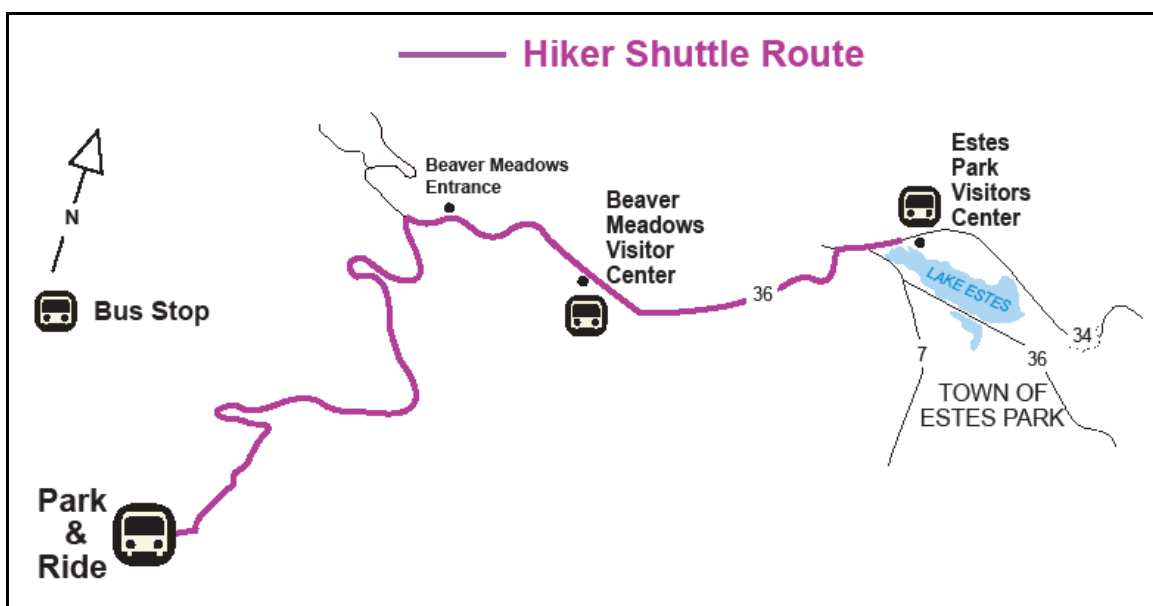 Hiker Shuttle Route
N
Bus Stop
Beaver Meadows
Entrance
Beaver
Meadows
Visitor
Center
Estes
Park
Visitors
Center
LAKE ESTES
36
34
7
36
TOWN OF
ESTES PARK
Park
&
Ride